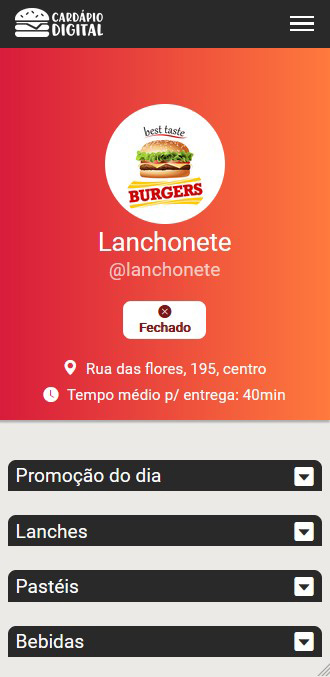 CARDÁPIO
DIGITAL
best taste
BURGERS
Lanchonete
@lanchonete
Fechado
Rua das flores, 195, centro
Tempo médio p/ entrega: 40min
Promoção do dia
Lanches
Pastéis
Bebidas